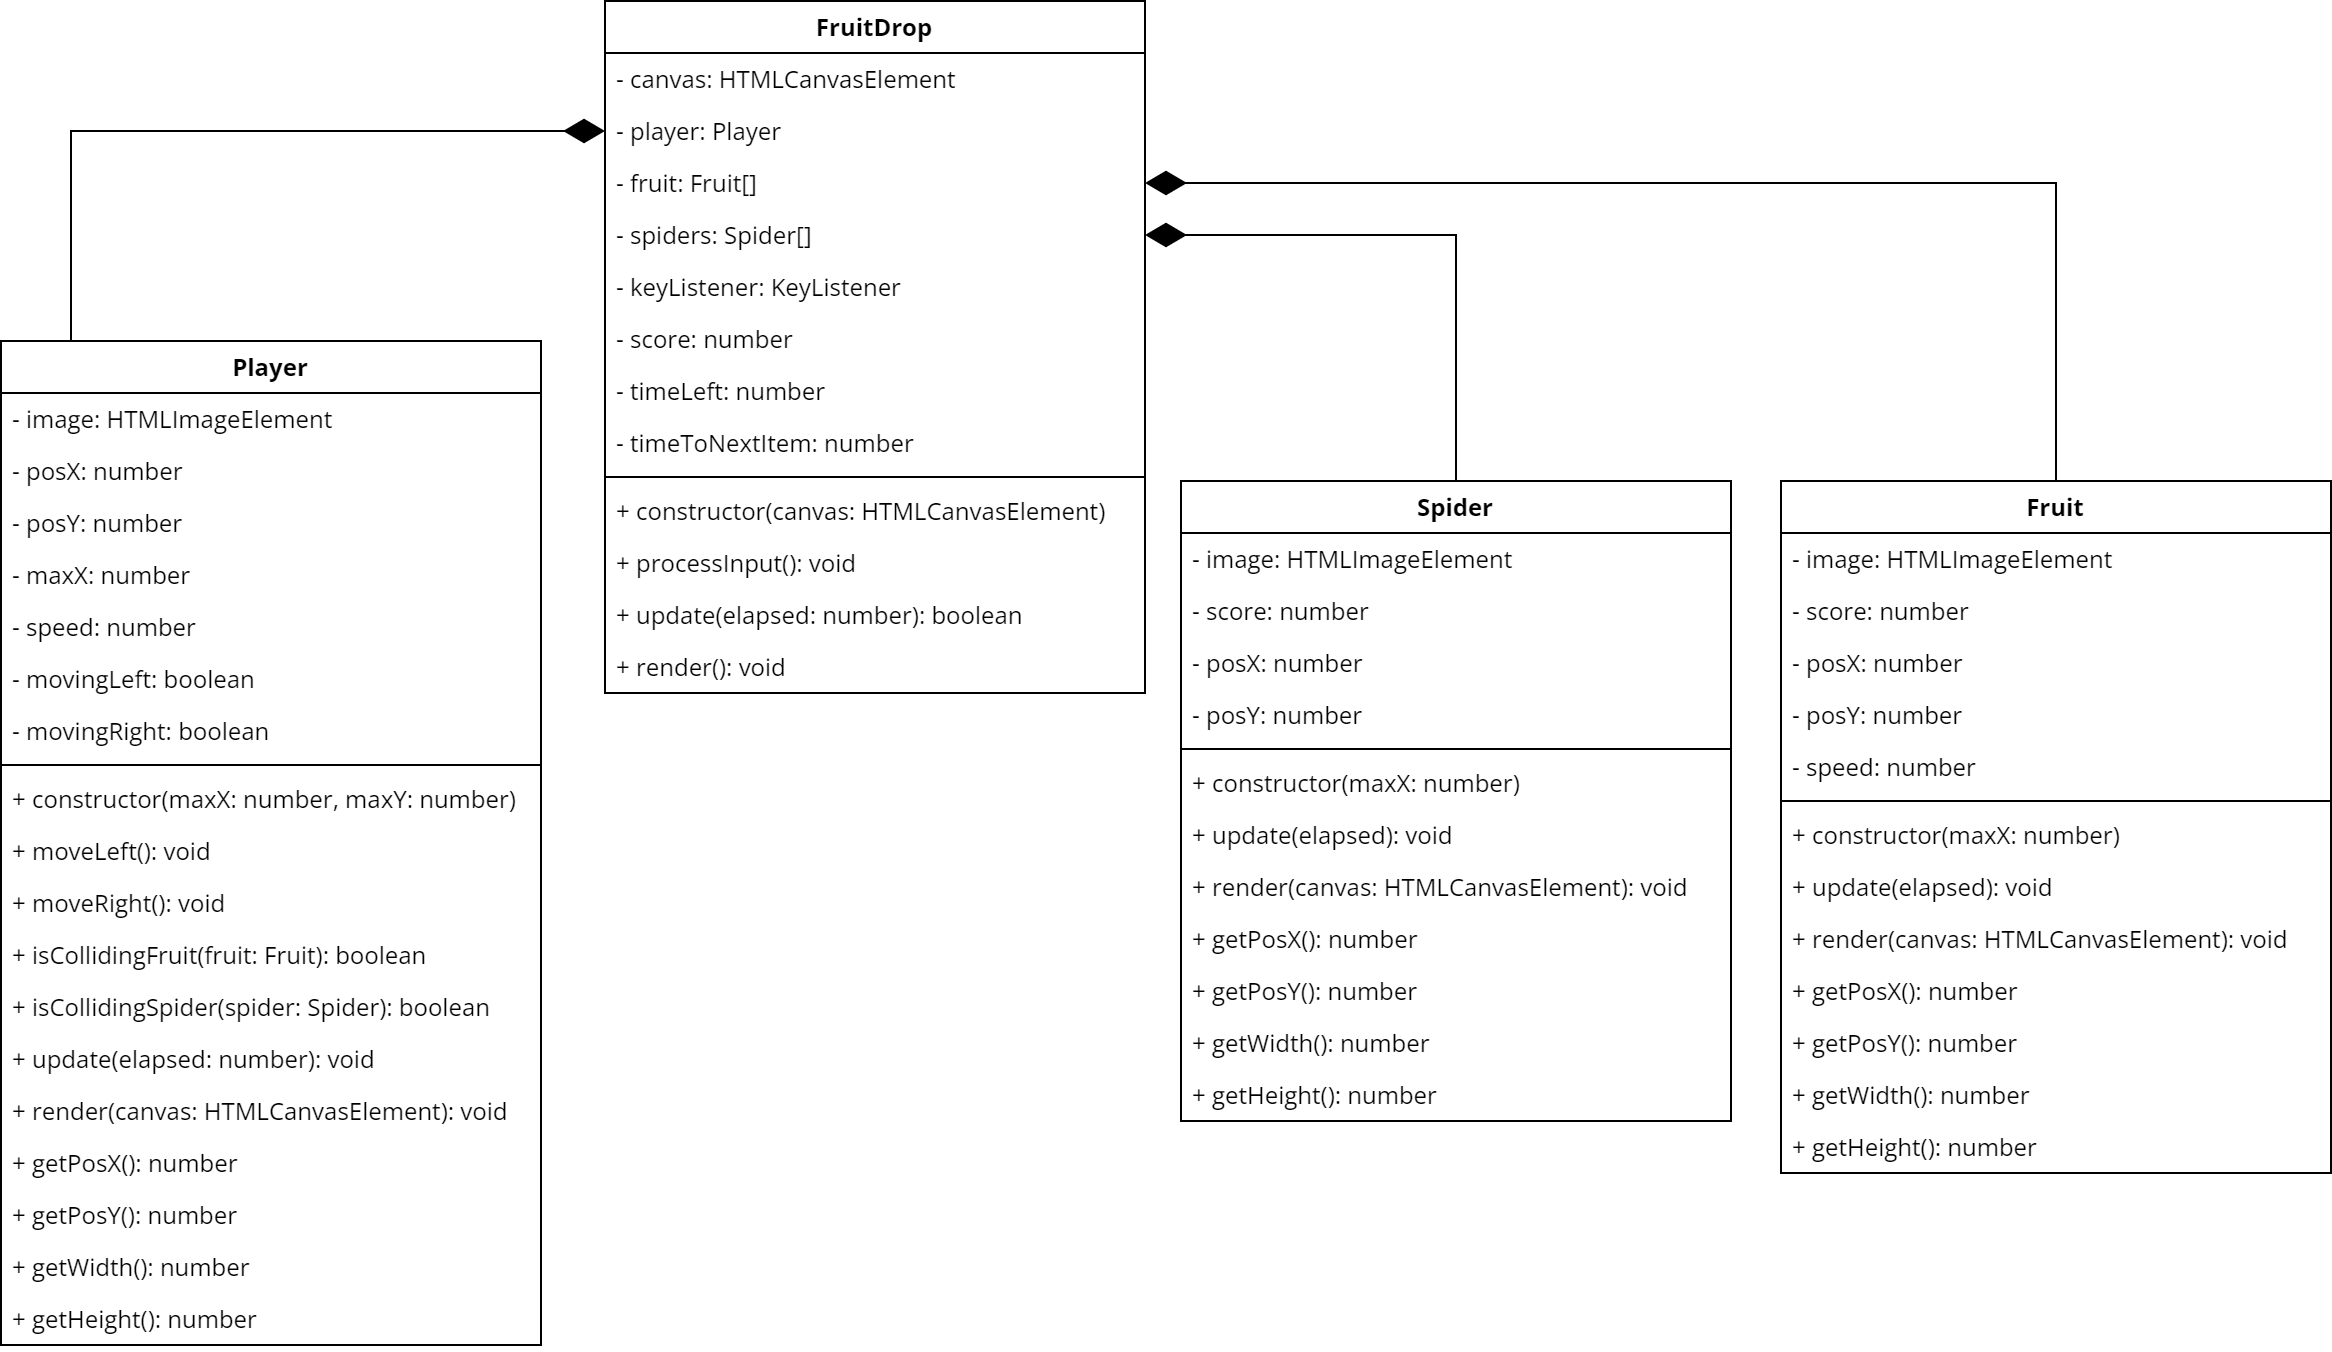 FruitDrop
- canvas: HTMLCanvasElement
- player: Player
- fruit: Fruit[]
- spiders: Spider[]
- keyListener: KeyListener
- score: number
- timeLeft: number
- timeToNextItem: number
+ constructor(canvas: HTMLCanvasElement)
+ processInput(): void
+ update(elapsed: number): boolean
+ render(): void
Player
- image: HTMLImageElement
- posX: number
- posY: number
- maxX: number
- speed: number
- movingLeft: boolean
- movingRight: boolean
+ constructor(maxX: number, maxY: number)
+ moveLeft(): void
+ moveRight(): void
+ isCollidingFruit(fruit: Fruit): boolean
+ isCollidingSpider(spider: Spider): boolean
+ update(elapsed: number): void
+ render(canvas: HTMLCanvasElement): void
+ getPosX(): number
+ getPosY(): number
+ getWidth(): number
+ getHeight(): number
Spider
- image: HTMLImageElement
- score: number
- posX: number
- posY: number
+ constructor(maxX: number)
+ update(elapsed): void
+ render(canvas: HTMLCanvasElement): void
+ getPosX(): number
+ getPosY(): number
+ getWidth(): number
+ getHeight(): number
Fruit
- image: HTMLImageElement
- score: number
- posX: number
- posY: number
- speed: number
+ constructor(maxX: number)
+ update(elapsed): void
+ render(canvas: HTMLCanvasElement): void
+ getPosX(): number
+ getPosY(): number
+ getWidth(): number
+ getHeight(): number